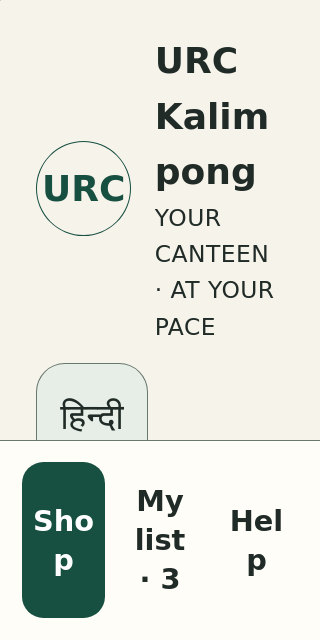 URC
URC
Kalim
pong
YOUR
CANTEEN
· AT YOUR
PACE
हिन्दी
Sho
p
My
list
· 3
Hel
p